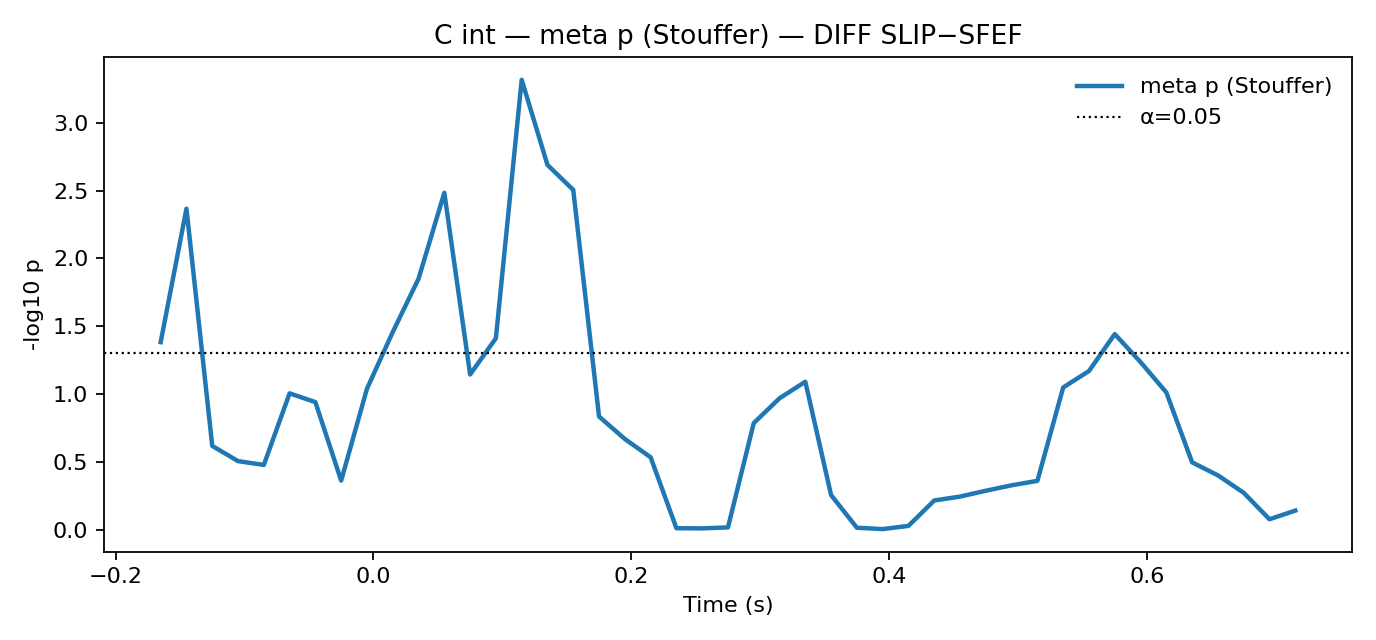 C int — meta p (Stouffer) — DIFF SLIP−SFEF
meta p (Stouffer)
α=0.05
-log10 p
3.0
2.5
2.0
1.5
1.0
0.5
0.0
−0.2 0.0 0.2 0.4 0.6
Time (s)